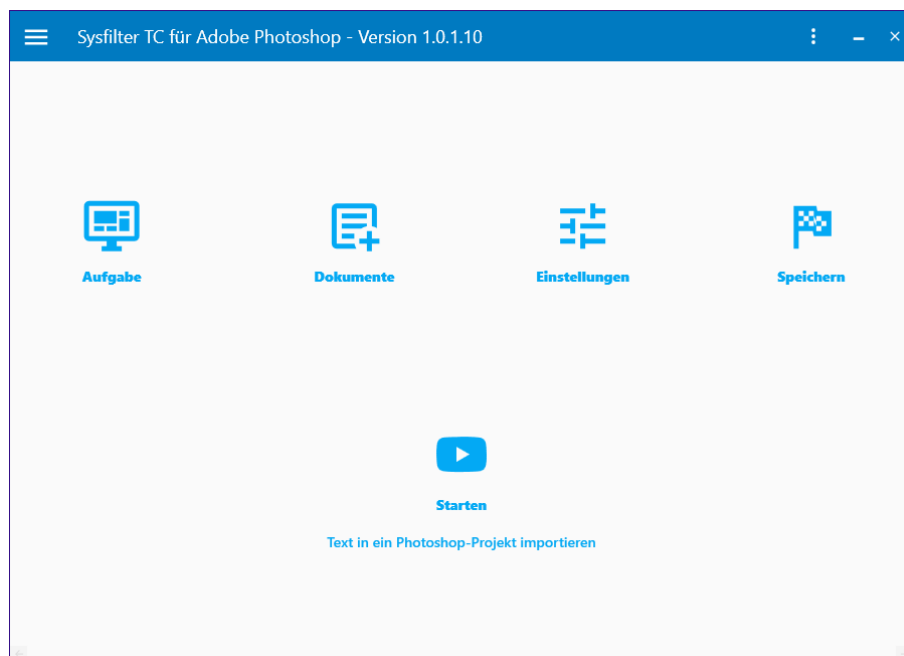 Sysfilter TC für Adobe Photoshop - Version 1.0.1.10
Aufgabe
Dokumente
Einstellungen
Speichern
Starten
Text in ein Photoshop-Projekt importieren